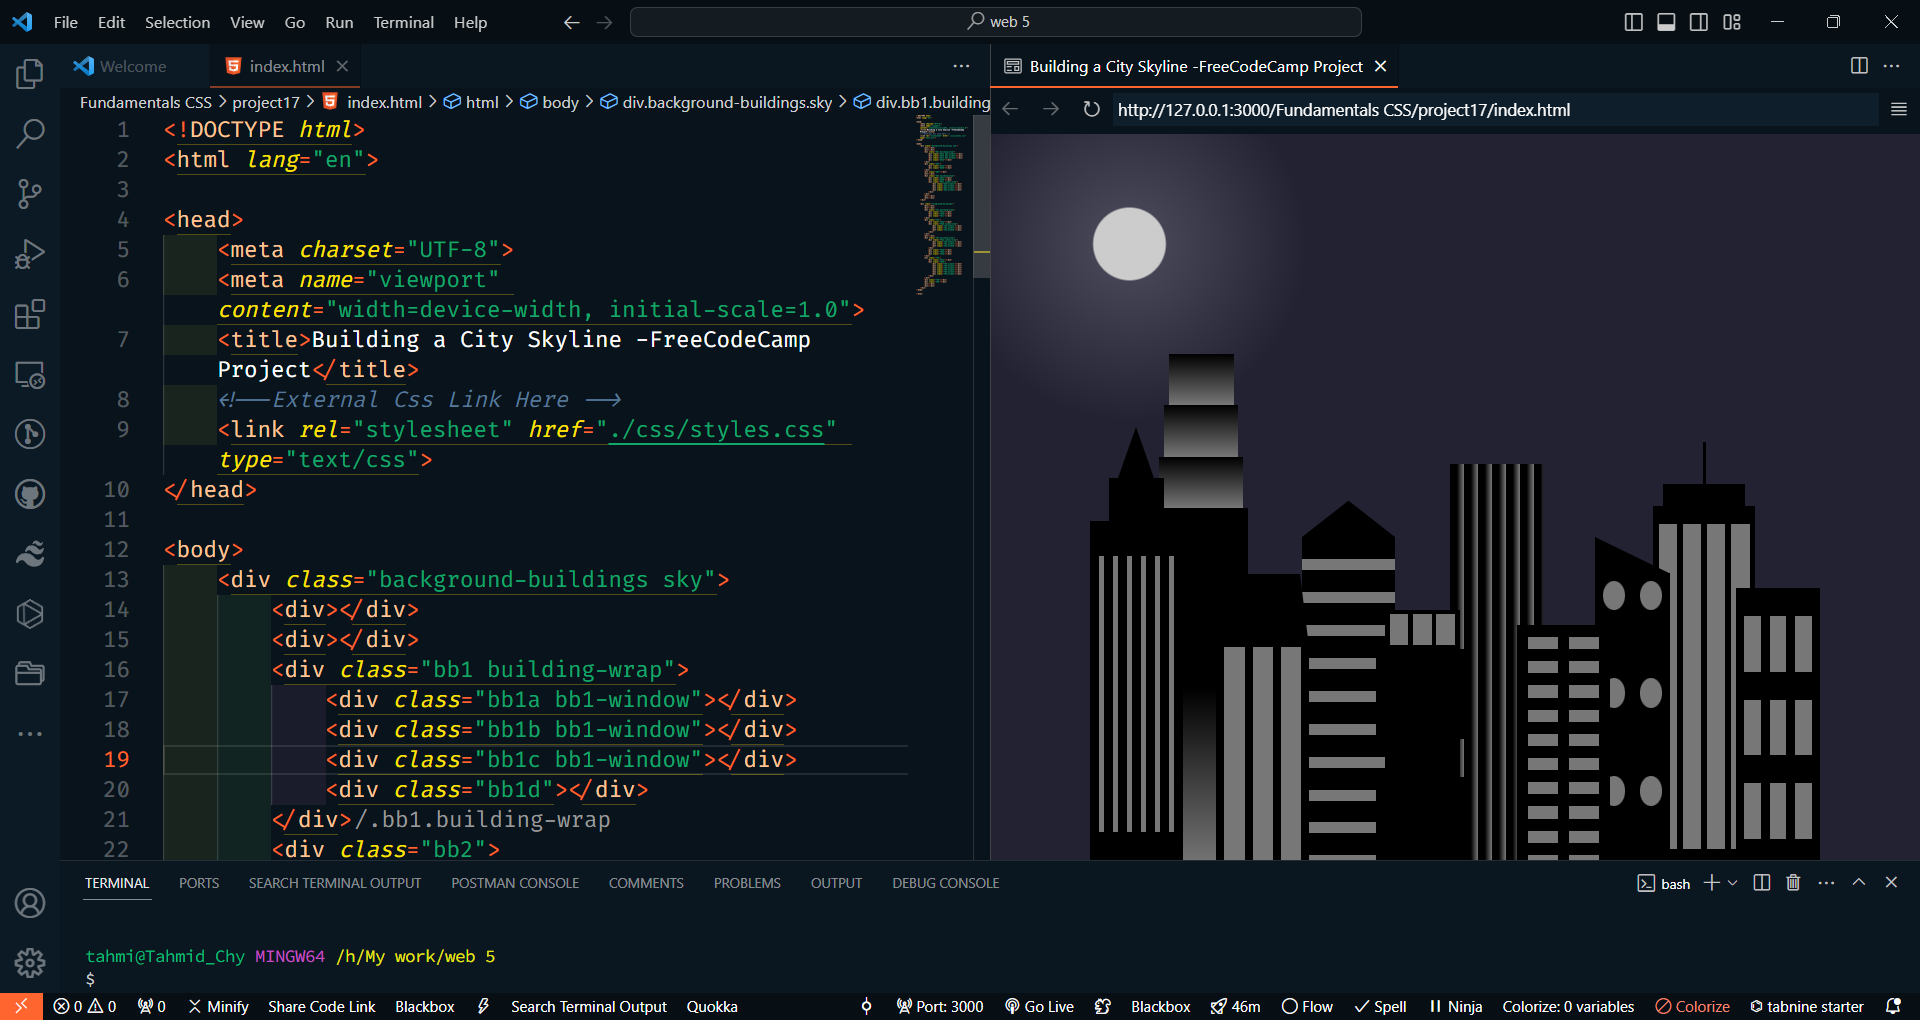 File Edit Selection View Go Run Terminal Help
web 5
Welcome
index.html
Building a City Skyline -FreeCodeCamp Project
Fundamentals CSS > project17 > index.html > html > body > div.background-buildings.sky > div.bb1.building
http://127.0.0.1:3000/Fundamentals CSS/project17/index.html
1 <!DOCTYPE html>
2 <html lang="en">
3
4 <head>
5 <meta charset="UTF-8">
6 <meta name="viewport"
content="width=device-width, initial-scale=1.0">
7 <title>Building a City Skyline -FreeCodeCamp
Project</title>
8 <!--External Css Link Here -->
9 <link rel="stylesheet" href="./css/styles.css"
type="text/css">
10 </head>
11
12 <body>
13 <div class="background-buildings sky">
14 <div></div>
15 <div></div>
16 <div class="bb1 building-wrap">
17 <div class="bb1a bb1-window"></div>
18 <div class="bb1b bb1-window"></div>
19 <div class="bb1c bb1-window"></div>
20 <div class="bb1d"></div>
21 </div>/.bb1.building-wrap
22 <div class="bb2">
TERMINAL PORTS SEARCH TERMINAL OUTPUT POSTMAN CONSOLE COMMENTS PROBLEMS OUTPUT DEBUG CONSOLE
bash
tahmi@Tahmid_Chy MINGW64 /h/My work/web 5
$
0 0 0 Minify Share Code Link Blackbox Search Terminal Output Quokka Port: 3000 Go Live Blackbox 46m Flow Spell Ninja Colorize: 0 variables Colorize tabnine starter